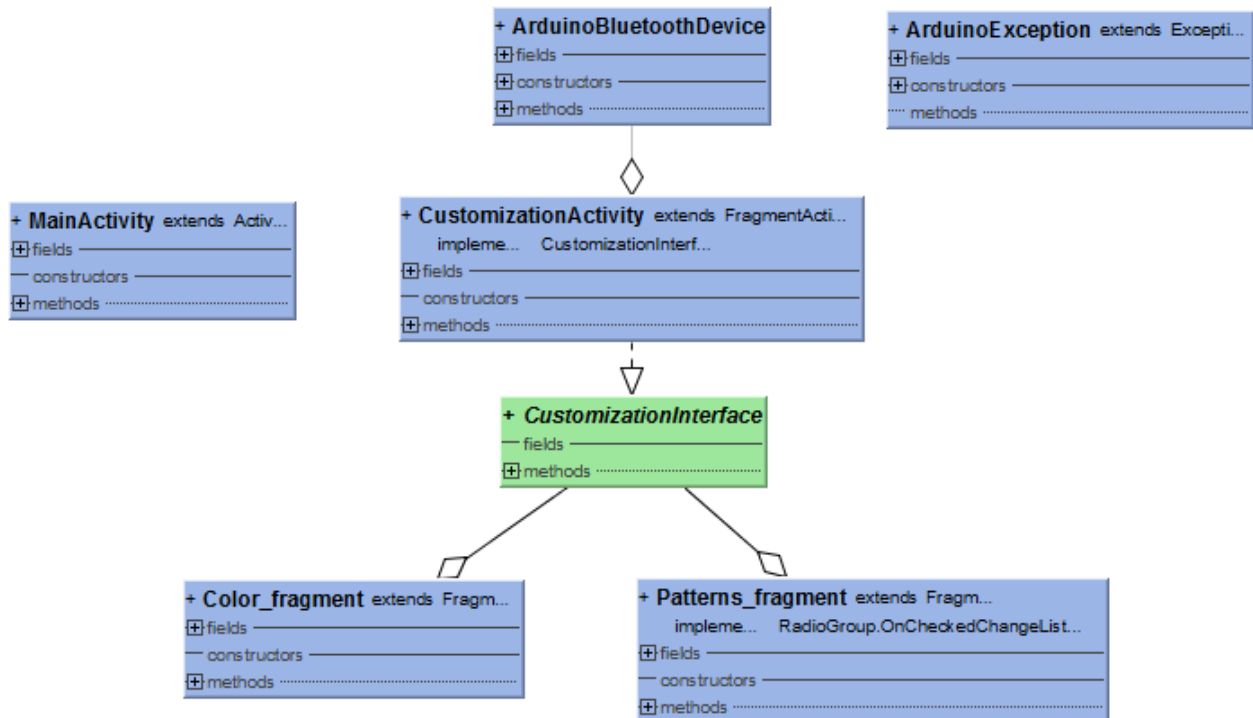 + ArduinoBluetoothDevice
fields
constructors
methods
+ ArduinoException extends Excepti...
fields
constructors
methods
+ MainActivity extends Activ...
fields
constructors
methods
+ CustomizationActivity extends FragmentActi...
impleme... CustomizationInterf...
fields
constructors
methods
+ CustomizationInterface
fields
methods
+ Color_fragment extends Fragm...
fields
constructors
methods
+ Patterns_fragment extends Fragm...
impleme... RadioGroup.OnCheckedChangeList...
fields
constructors
methods